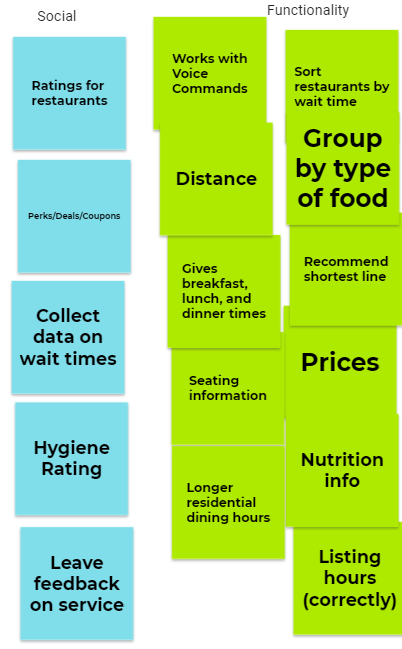 Social
Functionality
Ratings for
restaurants
Perks/Deals/Coupons
Collect
data on
wait times
Hygiene
Rating
Leave
feedback
on service
Works with
Voice
Commands
Distance
Gives
breakfast,
lunch, and
dinner times
Seating
information
Longer
residential
dining hours
Sort
restaurants by
wait time
Group
by type
of food
Recommend
shortest line
Prices
Nutrition
info
Listing
hours
(correctly)